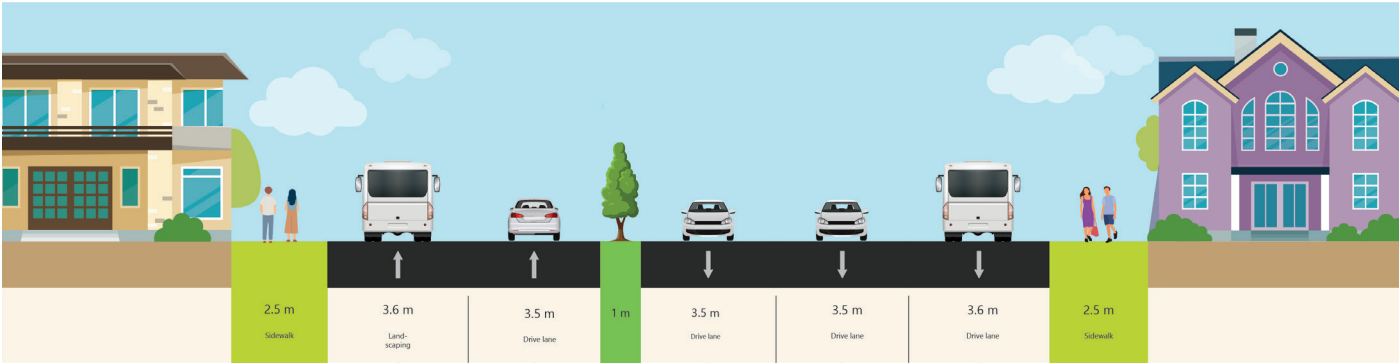 2.5 m
Sidewalk
3.6 m
Land-
scaping
3.5 m
Drive lane
1 m
3.5 m
Drive lane
3.5 m
Drive lane
3.6 m
Drive lane
2.5 m
Sidewalk